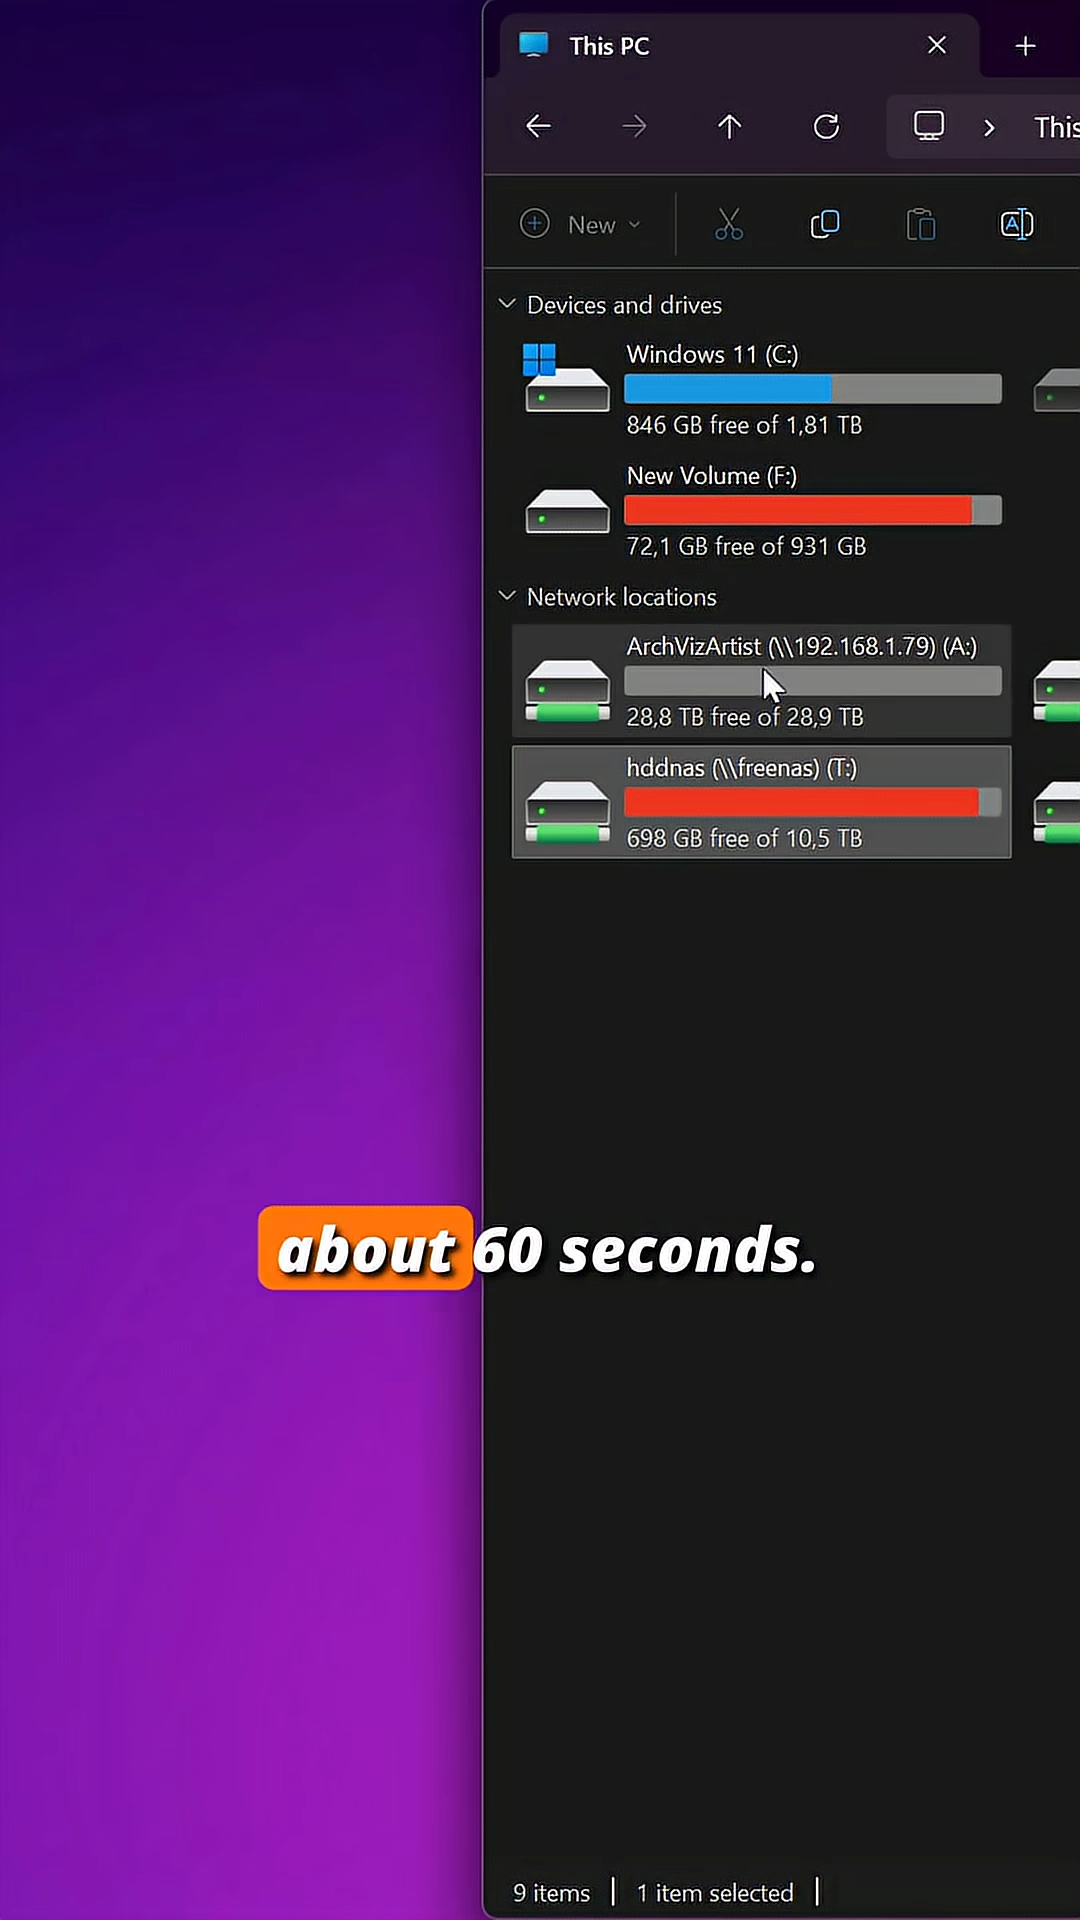 This PC
This
New
Devices and drives
Windows 11 (C:)
846 GB free of 1,81 TB
New Volume (F:)
72,1 GB free of 931 GB
Network locations
ArchVizArtist (\\192.168.1.79) (A:)
28,8 TB free of 28,9 TB
hddnas (\\freenas) (T:)
698 GB free of 10,5 TB
about 60 seconds.
9 items
1 item selected